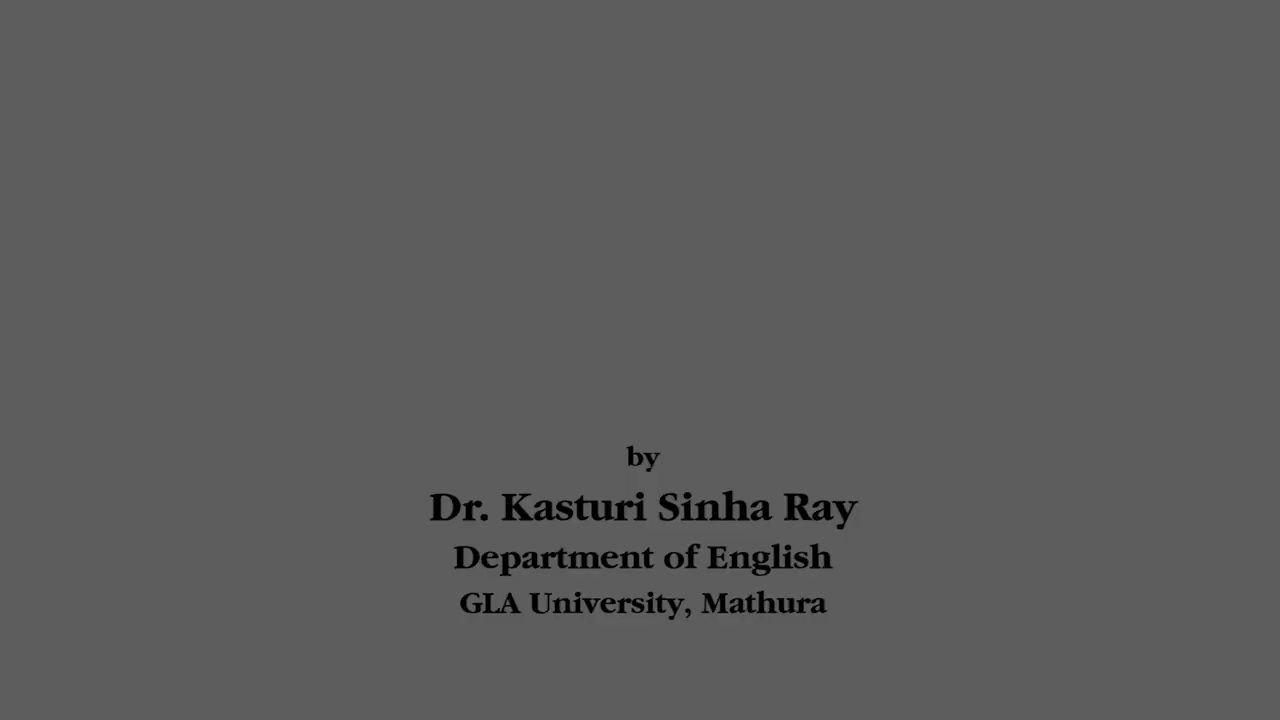 by
Dr. Kasturi Sinha Ray
Department of English
GLA University, Mathura